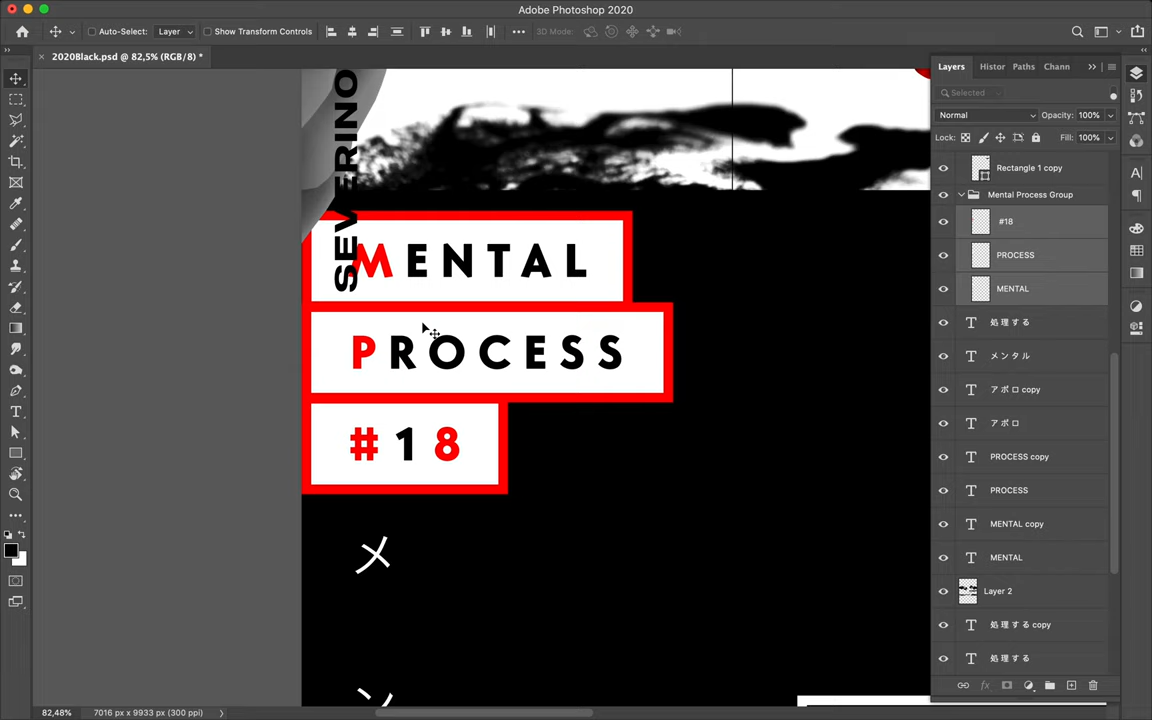 Adobe Photoshop 2020
Auto-Select:
Layer
Show Transform Controls
3D Mode:
2020Black.psd @ 82,5% (RGB/8) *
Layers
Histor
Paths
Chann
Selected
Normal
Opacity: 100%
Lock:
Fill: 100%
Rectangle 1 copy
Mental Process Group
#18
PROCESS
MENTAL
処理する
メンタル
アポロ copy
アポロ
PROCESS copy
PROCESS
MENTAL copy
MENTAL
Layer 2
処理する copy
処理する
SEVERINO
MENTAL
PROCESS
#18
メ
ン
82,48%
7016 px x 9933 px (300 ppi)